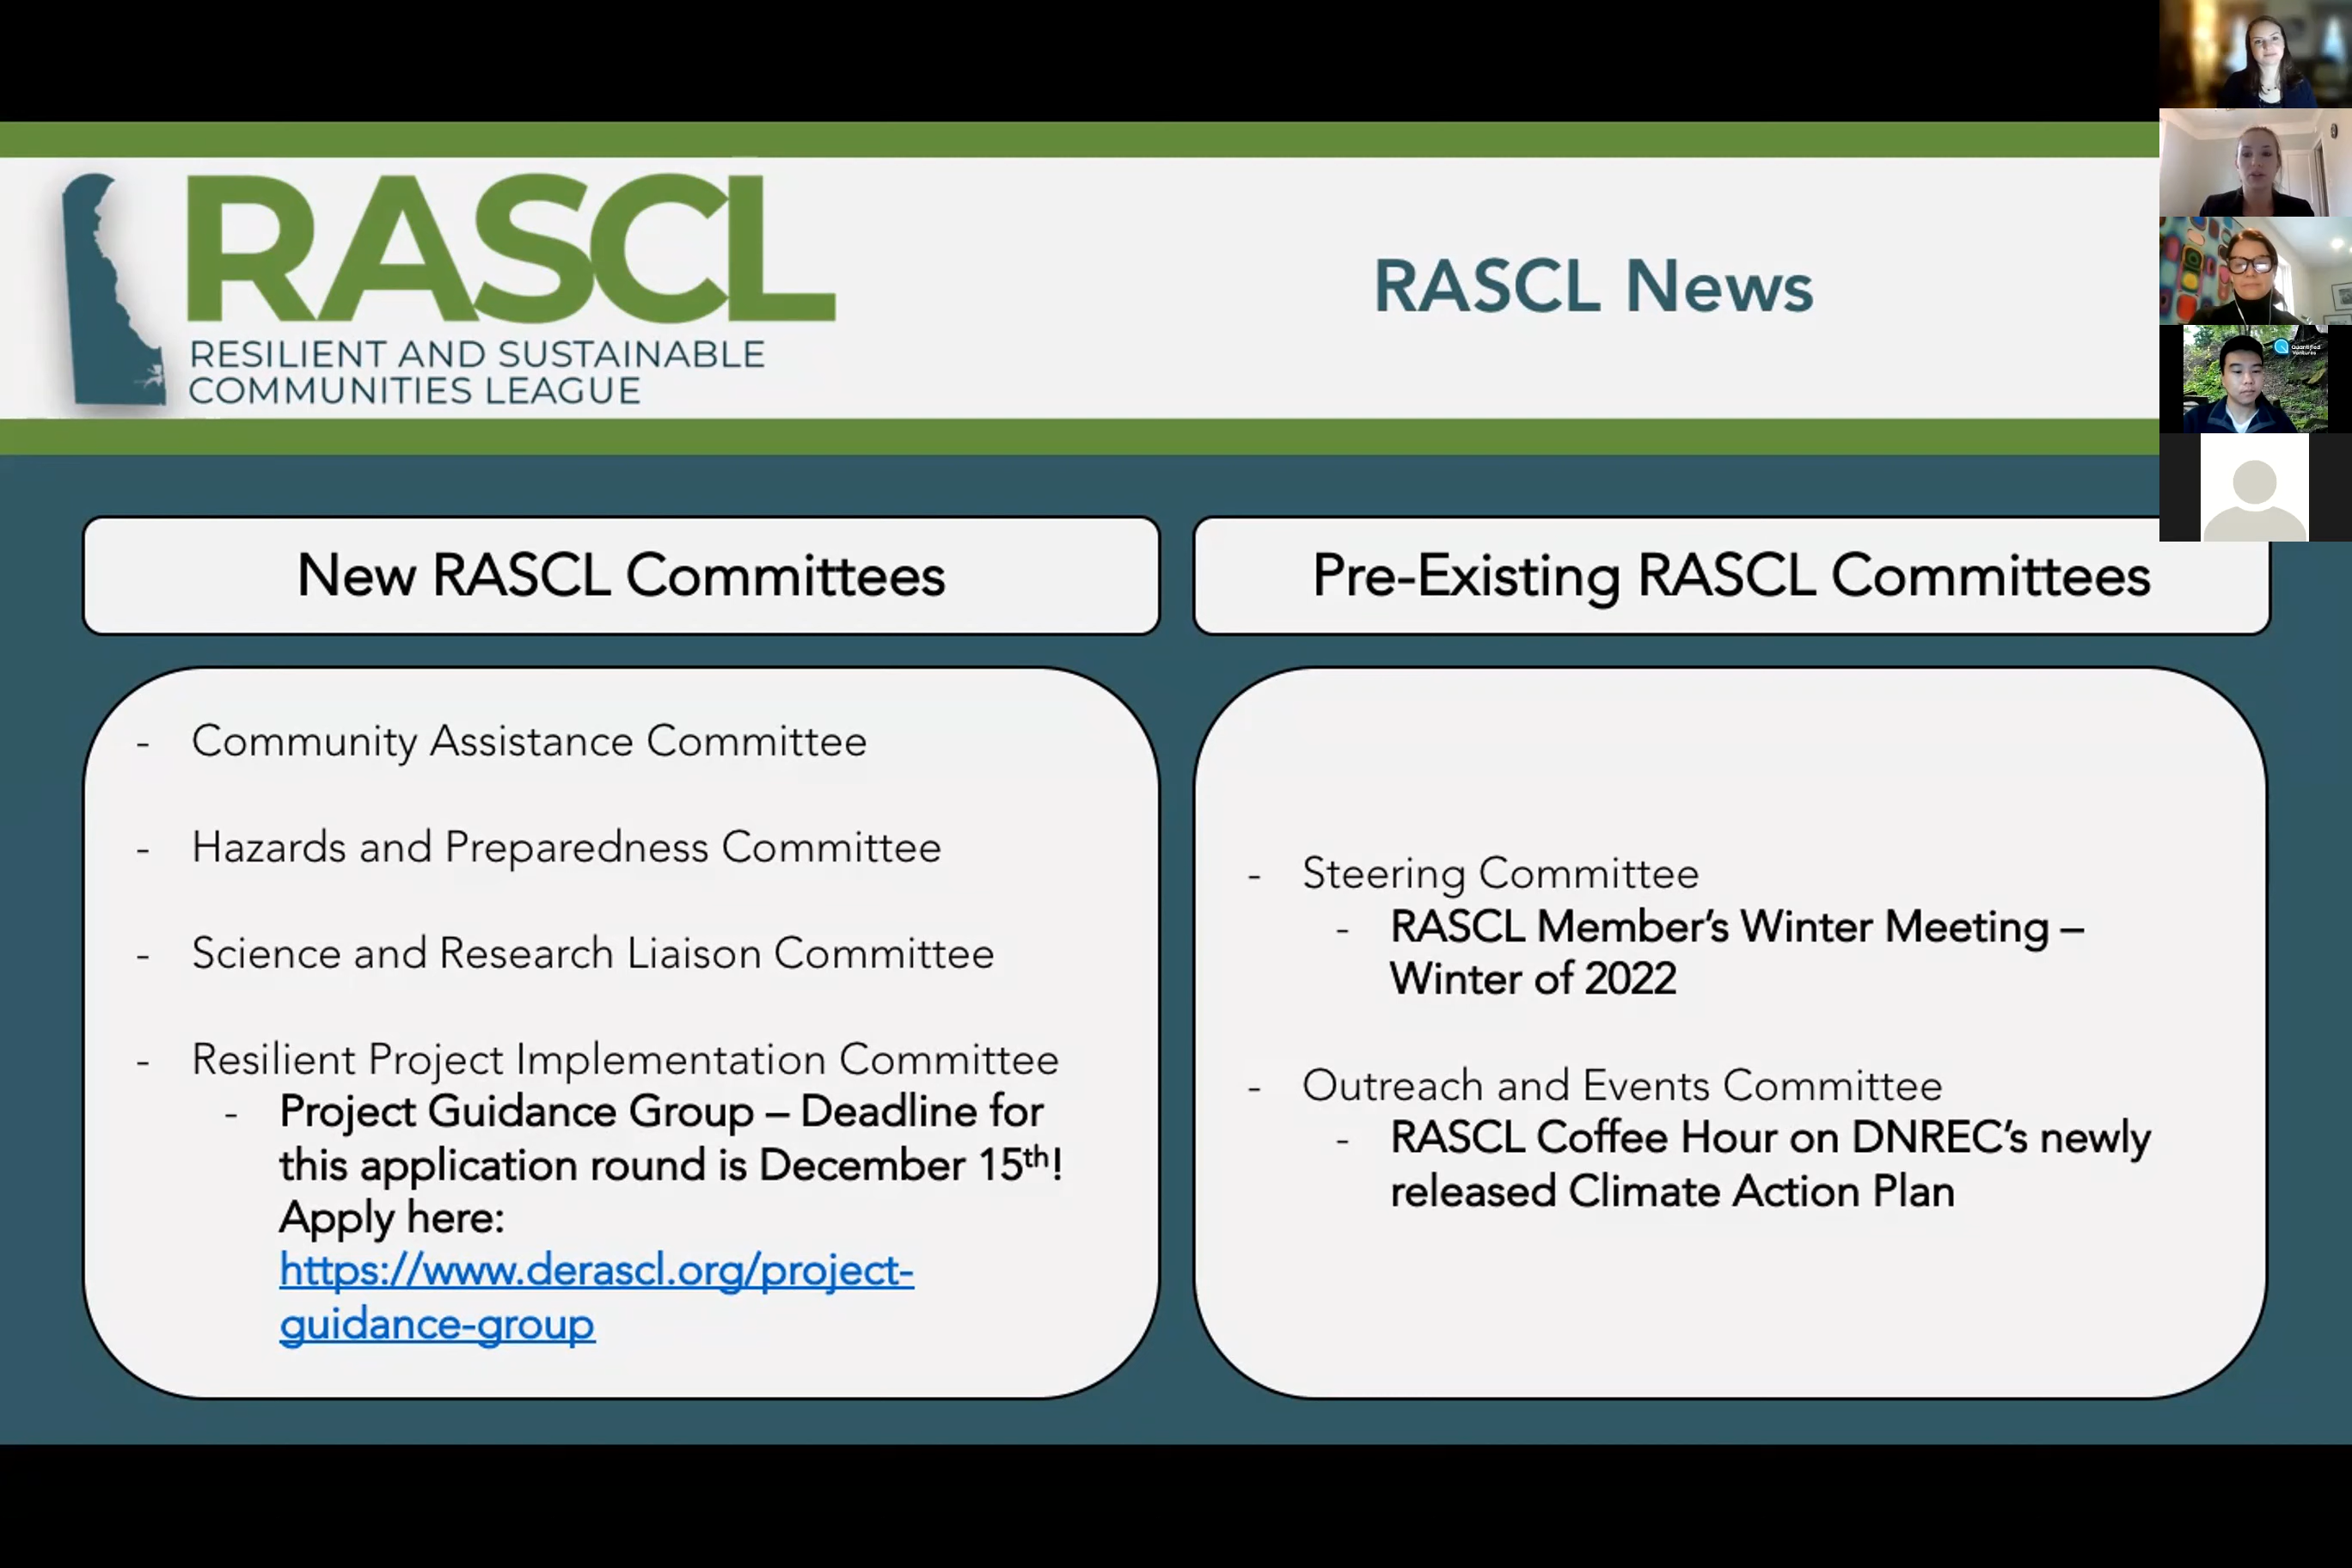 RASCL
RESILIENT AND SUSTAINABLE
COMMUNITIES LEAGUE
RASCL News
Quantified
Ventures
New RASCL Committees
- Community Assistance Committee
- Hazards and Preparedness Committee
- Science and Research Liaison Committee
- Resilient Project Implementation Committee
- Project Guidance Group – Deadline for
this application round is December 15th!
Apply here:
https://www.derascl.org/project-
guidance-group
Pre-Existing RASCL Committees
- Steering Committee
- RASCL Member’s Winter Meeting –
Winter of 2022
- Outreach and Events Committee
- RASCL Coffee Hour on DNREC’s newly
released Climate Action Plan